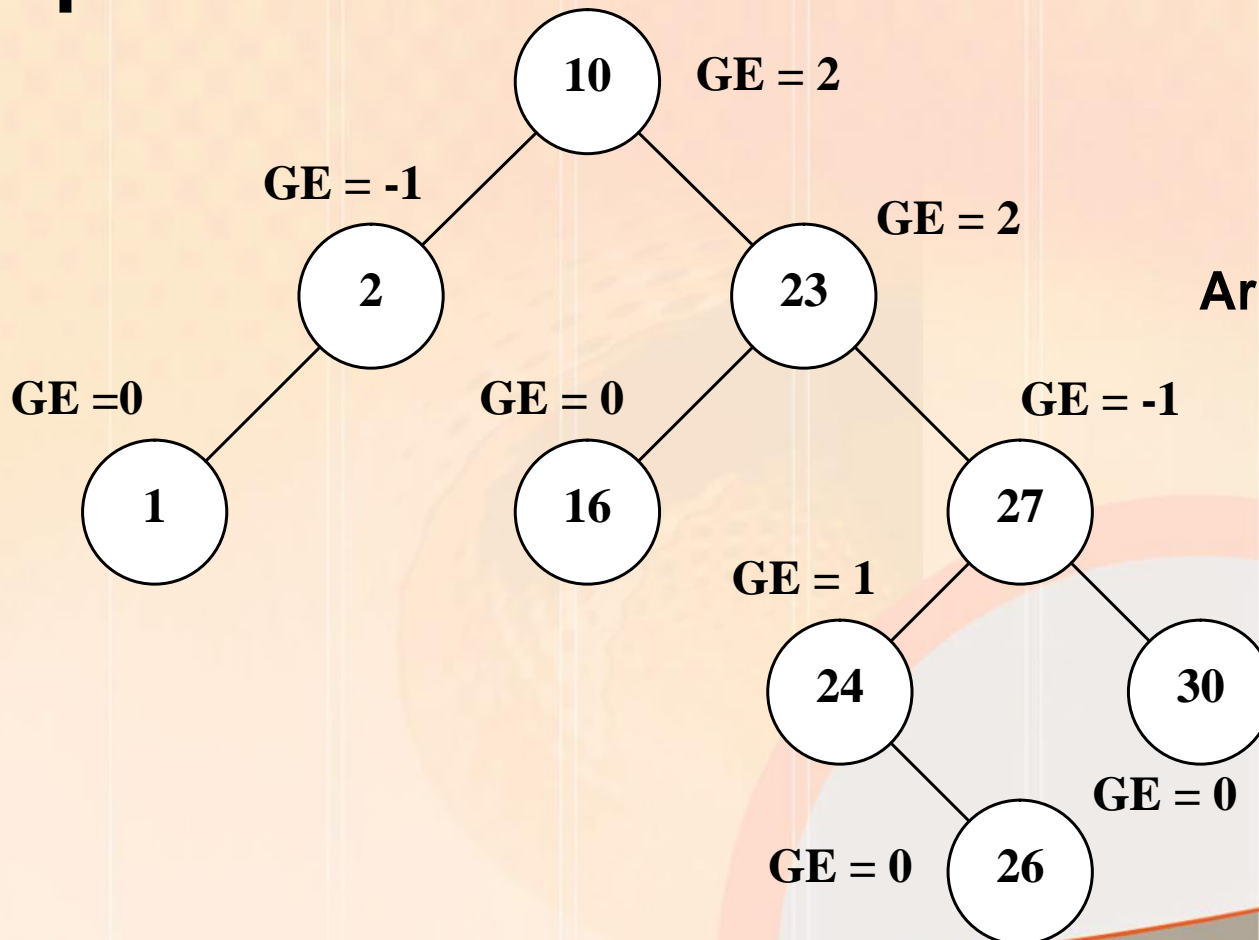 10 GE = 2
GE = -1
GE = 2
2 23
GE =0 GE = 0 GE = -1
1 16 27
GE = 1
24 30
GE = 0
GE = 0 26